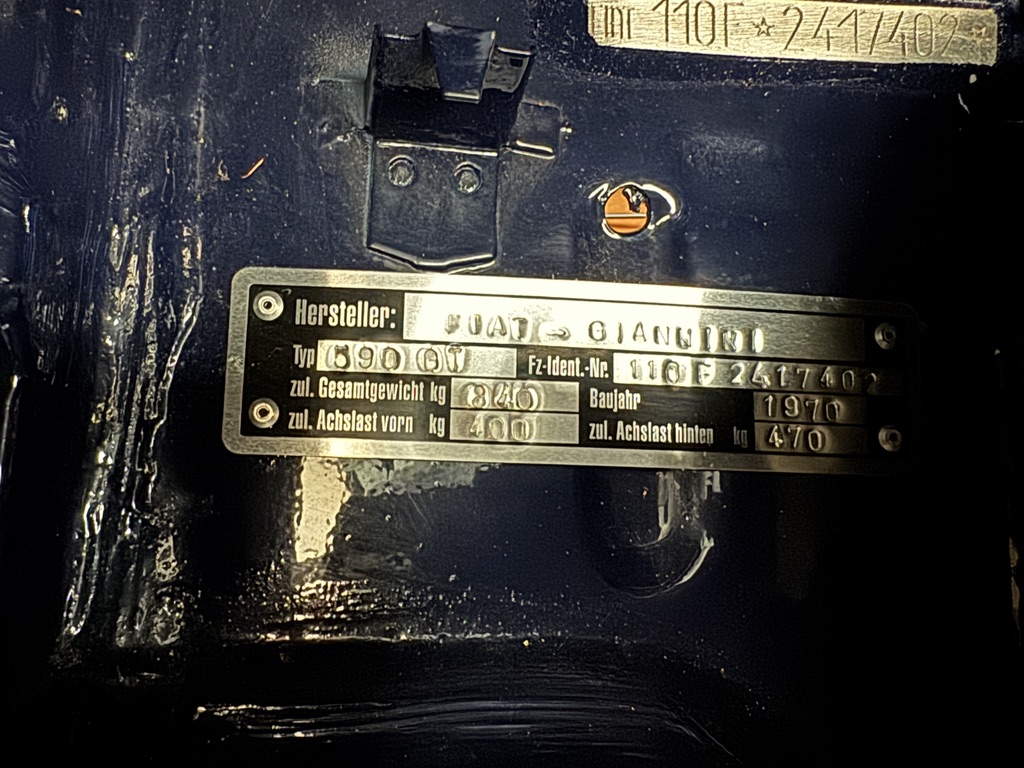 110F☆2417402
Hersteller: FIAT - GIANNINI
Typ 590 GT Fz-Ident.-Nr. 110 F 2417402
zul. Gesamtgewicht kg 840 Baujahr 1970
zul. Achslast vorn kg 400 zul. Achslast hinten kg 470